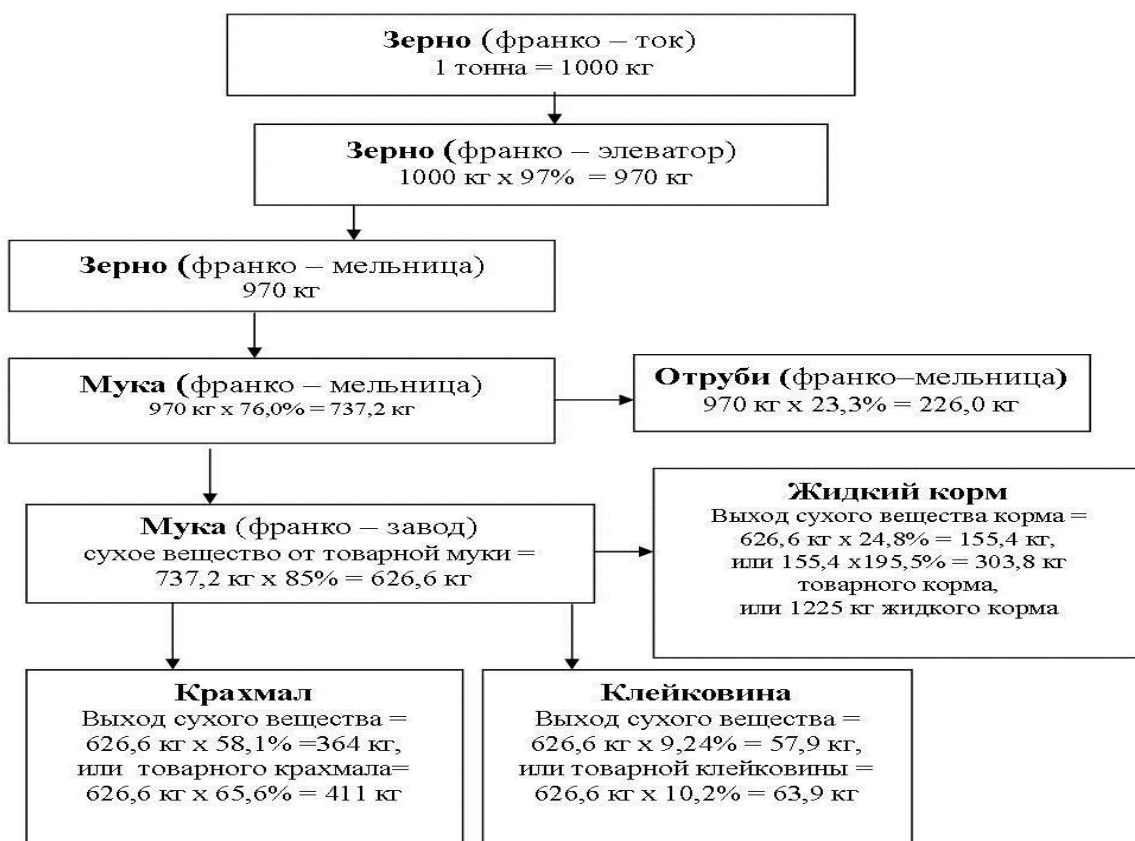 Зерно (франко – ток)
1 тонна = 1000 кг
Зерно (франко – элеватор)
1000 кг х 97% = 970 кг
Зерно (франко – мельница)
970 кг
Мука (франко – мельница)
970 кг х 76,0% = 737,2 кг
Отруби (франко–мельница)
970 кг х 23,3% = 226,0 кг
Мука (франко – завод)
сухое вещество от товарной муки =
737,2 кг х 85% = 626,6 кг
Жидкий корм
Выход сухого вещества корма =
626,6 кг х 24,8% = 155,4 кг,
или 155,4 х195,5% = 303,8 кг
товарного корма,
или 1225 кг жидкого корма
Крахмал
Выход сухого вещества =
626,6 кг х 58,1% =364 кг,
или товарного крахмала=
626,6 кг х 65,6% = 411 кг
Клейковина
Выход сухого вещества =
626,6 кг х 9,24% = 57,9 кг,
или товарной клейковины =
626,6 кг х 10,2% = 63,9 кг